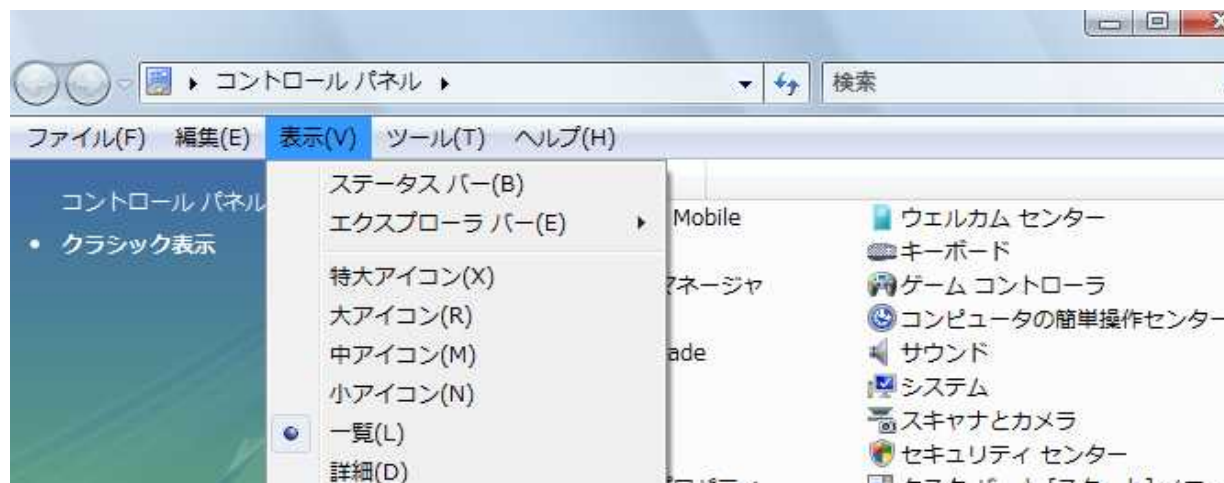 コントロール パネル
検索
ファイル(F) 編集(E) 表示(V) ツール(T) ヘルプ(H)
コントロール パネル
• クラシック表示
ステータス バー(B)
エクスプローラ バー(E)
特大アイコン(X)
大アイコン(R)
中アイコン(M)
小アイコン(N)
一覧(L)
詳細(D)
Mobile
マネージャ
ade
ウエルカム センター
キーボード
ゲーム コントローラ
コンピュータの簡単操作センター
サウンド
システム
スキャナとカメラ
セキュリティ センター